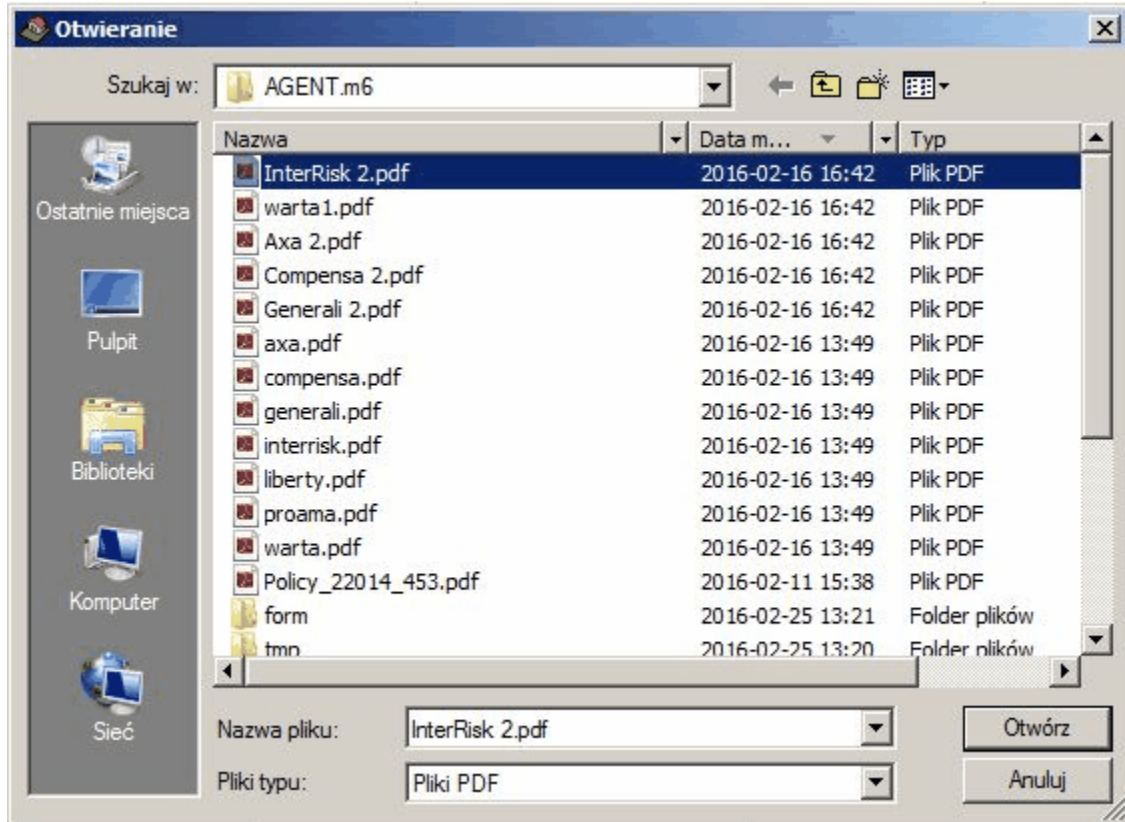 Otwieranie
Szukaj w: AGENT.m6
Nazwa Data m... Typ
InterRisk 2.pdf 2016-02-16 16:42 Plik PDF
warta1.pdf 2016-02-16 16:42 Plik PDF
Axa 2.pdf 2016-02-16 16:42 Plik PDF
Compensa 2.pdf 2016-02-16 16:42 Plik PDF
Generali 2.pdf 2016-02-16 16:42 Plik PDF
axa.pdf 2016-02-16 13:49 Plik PDF
compensa.pdf 2016-02-16 13:49 Plik PDF
generali.pdf 2016-02-16 13:49 Plik PDF
interrisk.pdf 2016-02-16 13:49 Plik PDF
liberty.pdf 2016-02-16 13:49 Plik PDF
proama.pdf 2016-02-16 13:49 Plik PDF
warta.pdf 2016-02-16 13:49 Plik PDF
Policy_22014_453.pdf 2016-02-11 15:38 Plik PDF
form 2016-02-25 13:21 Folder plików
tmp 2016-02-25 13:20 Folder plików
Ostatnie miejsca
Pulpit
Biblioteki
Komputer
Sieć
Nazwa pliku: InterRisk 2.pdf Otwórz
Pliki typu: Pliki PDF Anuluj